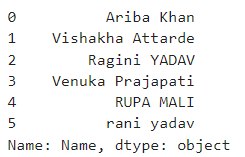 0 Ariba Khan
1 Vishakha Attarde
2 Ragini YADAV
3 Venuka Prajapati
4 RUPA MALI
5 rani yadav
Name: Name, dtype: object